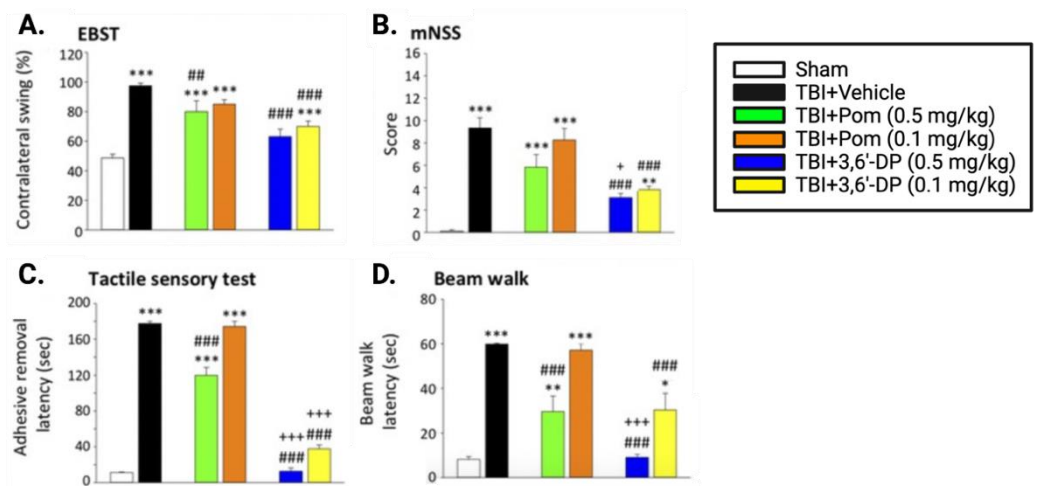 A.
EBST
Contralateral swing (%)
120
100
80
60
40
20
0
***
##
***
***
###
###
***
B.
mNSS
Score
16
14
12
10
8
6
4
2
0
***
***
***
+
###
###
**
Sham
TBI+Vehicle
TBI+Pom (0.5 mg/kg)
TBI+Pom (0.1 mg/kg)
TBI+3,6'-DP (0.5 mg/kg)
TBI+3,6'-DP (0.1 mg/kg)
C.
Tactile sensory test
Adhesive removal
latency (sec)
200
160
120
80
40
0
***
###
***
***
+++
###
+++
###
D.
Beam walk
Beam walk
latency (sec)
80
60
40
20
0
***
###
**
***
+++
###
###
*